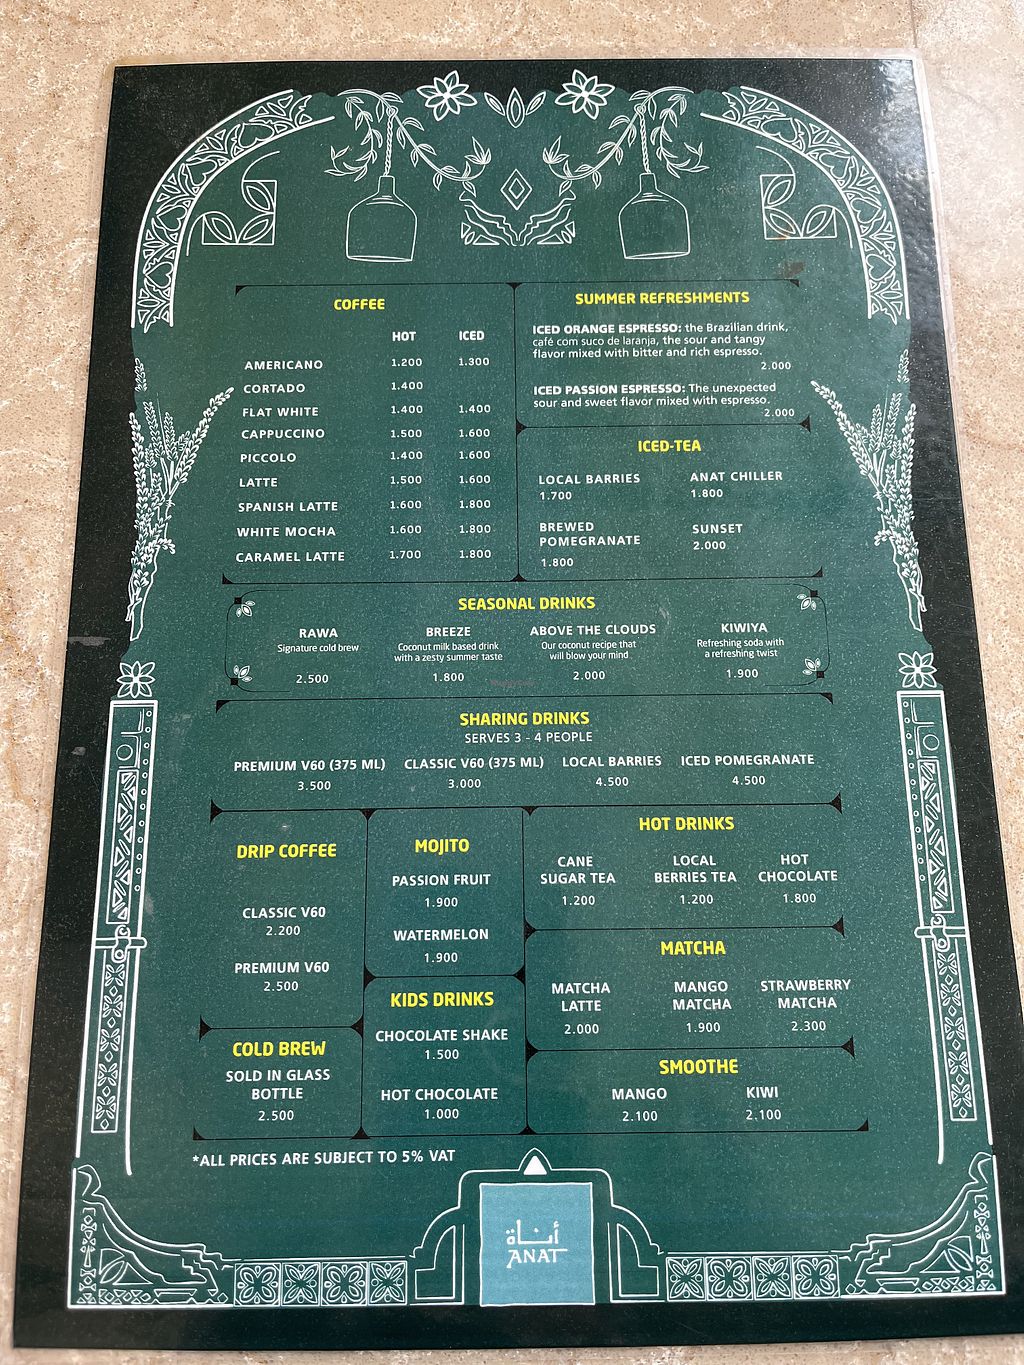 COFFEE
HOT ICED
AMERICANO 1.200 1.300
CORTADO 1.400
FLAT WHITE 1.400 1.400
CAPPUCCINO 1.500 1.600
PICCOLO 1.400 1.600
LATTE 1.500 1.600
SPANISH LATTE 1.600 1.800
WHITE MOCHA 1.600 1.800
CARAMEL LATTE 1.700 1.800
SUMMER REFRESHMENTS
ICED ORANGE ESPRESSO: the Brazilian drink,
café com suco de laranja, the sour and tangy
flavor mixed with bitter and rich espresso.
2.000
ICED PASSION ESPRESSO: The unexpected
sour and sweet flavor mixed with espresso.
2.000
ICED-TEA
LOCAL BARRIES ANAT CHILLER
1.700 1.800
BREWED
POMEGRANATE
1.800
SUNSET
2.000
SEASONAL DRINKS
RAWA
Signature cold brew
2.500
BREEZE
Coconut milk based drink
with a zesty summer taste
1.800
ABOVE THE CLOUDS
Our coconut recipe that
will blow your mind
2.000
KIWIYA
Refreshing soda with
a refreshing twist
1.900
SHARING DRINKS
SERVES 3 - 4 PEOPLE
PREMIUM V60 (375 ML) CLASSIC V60 (375 ML) LOCAL BARRIES ICED POMEGRANATE
3.500 3.000 4.500 4.500
DRIP COFFEE
CLASSIC V60
2.200
PREMIUM V60
2.500
COLD BREW
SOLD IN GLASS
BOTTLE
2.500
MOJITO
PASSION FRUIT
1.900
WATERMELON
1.900
KIDS DRINKS
CHOCOLATE SHAKE
1.500
HOT CHOCOLATE
1.000
HOT DRINKS
CANE
SUGAR TEA
1.200
LOCAL
BERRIES TEA
1.200
HOT
CHOCOLATE
1.800
MATCHA
MATCHA
LATTE
2.000
MANGO
MATCHA
1.900
STRAWBERRY
MATCHA
2.300
SMOOTHE
MANGO KIWI
2.100 2.100
*ALL PRICES ARE SUBJECT TO 5% VAT
أناة
ANAT